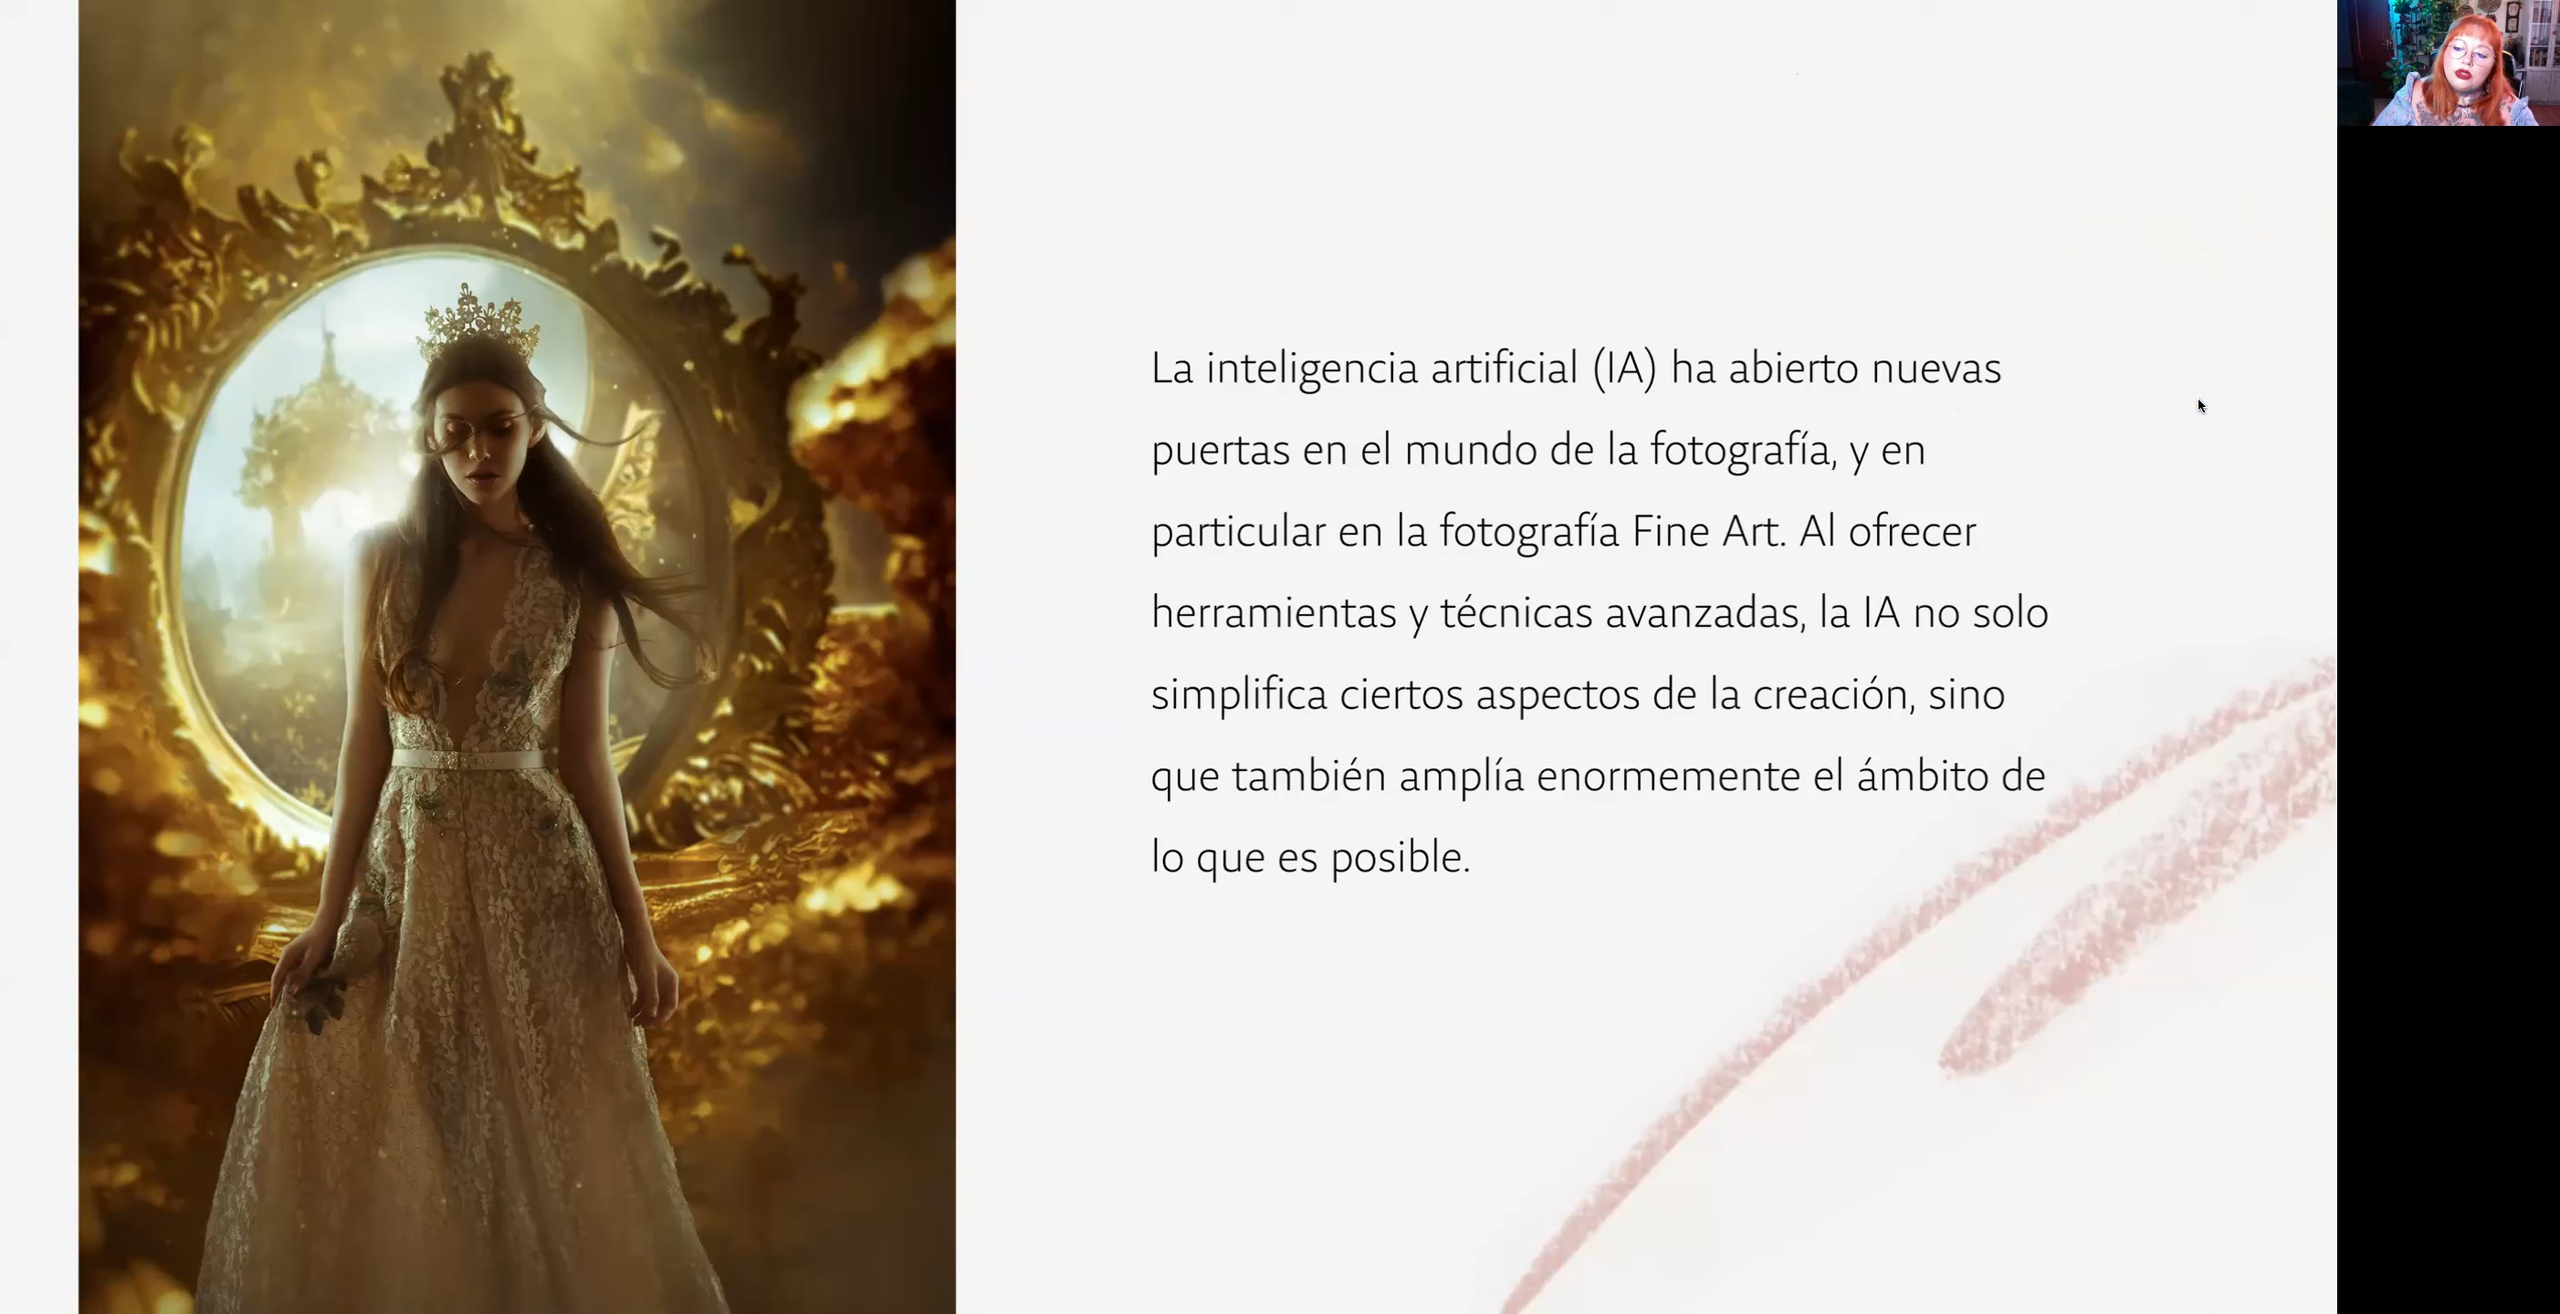 La inteligencia artificial (IA) ha abierto nuevas
puertas en el mundo de la fotografía, y en
particular en la fotografía Fine Art. Al ofrecer
herramientas y técnicas avanzadas, la IA no solo
simplifica ciertos aspectos de la creación, sino
que también amplía enormemente el ámbito de
lo que es posible.